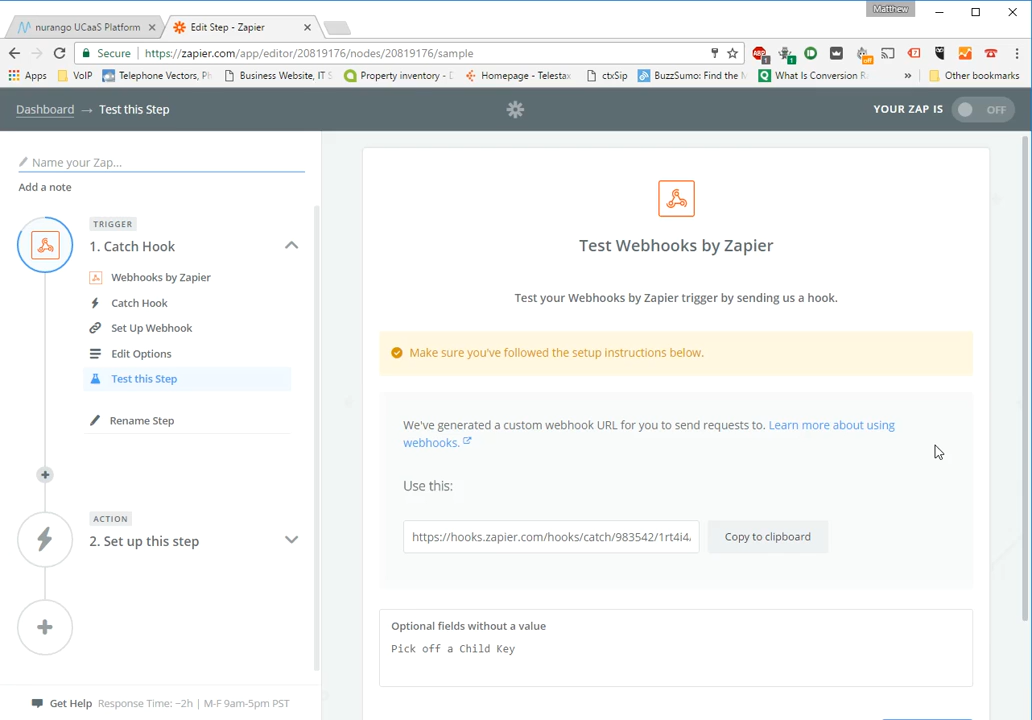 Matthew
nurango UCaaS Platform
Edit Step - Zapier
Secure
https://zapier.com/app/editor/20819176/nodes/20819176/sample
Apps
VoIP
Telephone Vectors, Ph
Business Website, IT S
Property inventory - D
Homepage - Telestax
ctxSip
BuzzSumo: Find the M
What Is Conversion Ra
»
Other bookmarks
Dashboard → Test this Step
YOUR ZAP IS
OFF
Name your Zap...
Add a note
TRIGGER
1. Catch Hook
Webhooks by Zapier
Catch Hook
Set Up Webhook
Edit Options
Test this Step
Rename Step
ACTION
2. Set up this step
Get Help Response Time: ~2h | M-F 9am-5pm PST
Test Webhooks by Zapier
Test your Webhooks by Zapier trigger by sending us a hook.
Make sure you've followed the setup instructions below.
We've generated a custom webhook URL for you to send requests to. Learn more about using
webhooks.
Use this:
https://hooks.zapier.com/hooks/catch/983542/1rt4i4
Copy to clipboard
Optional fields without a value
Pick off a Child Key